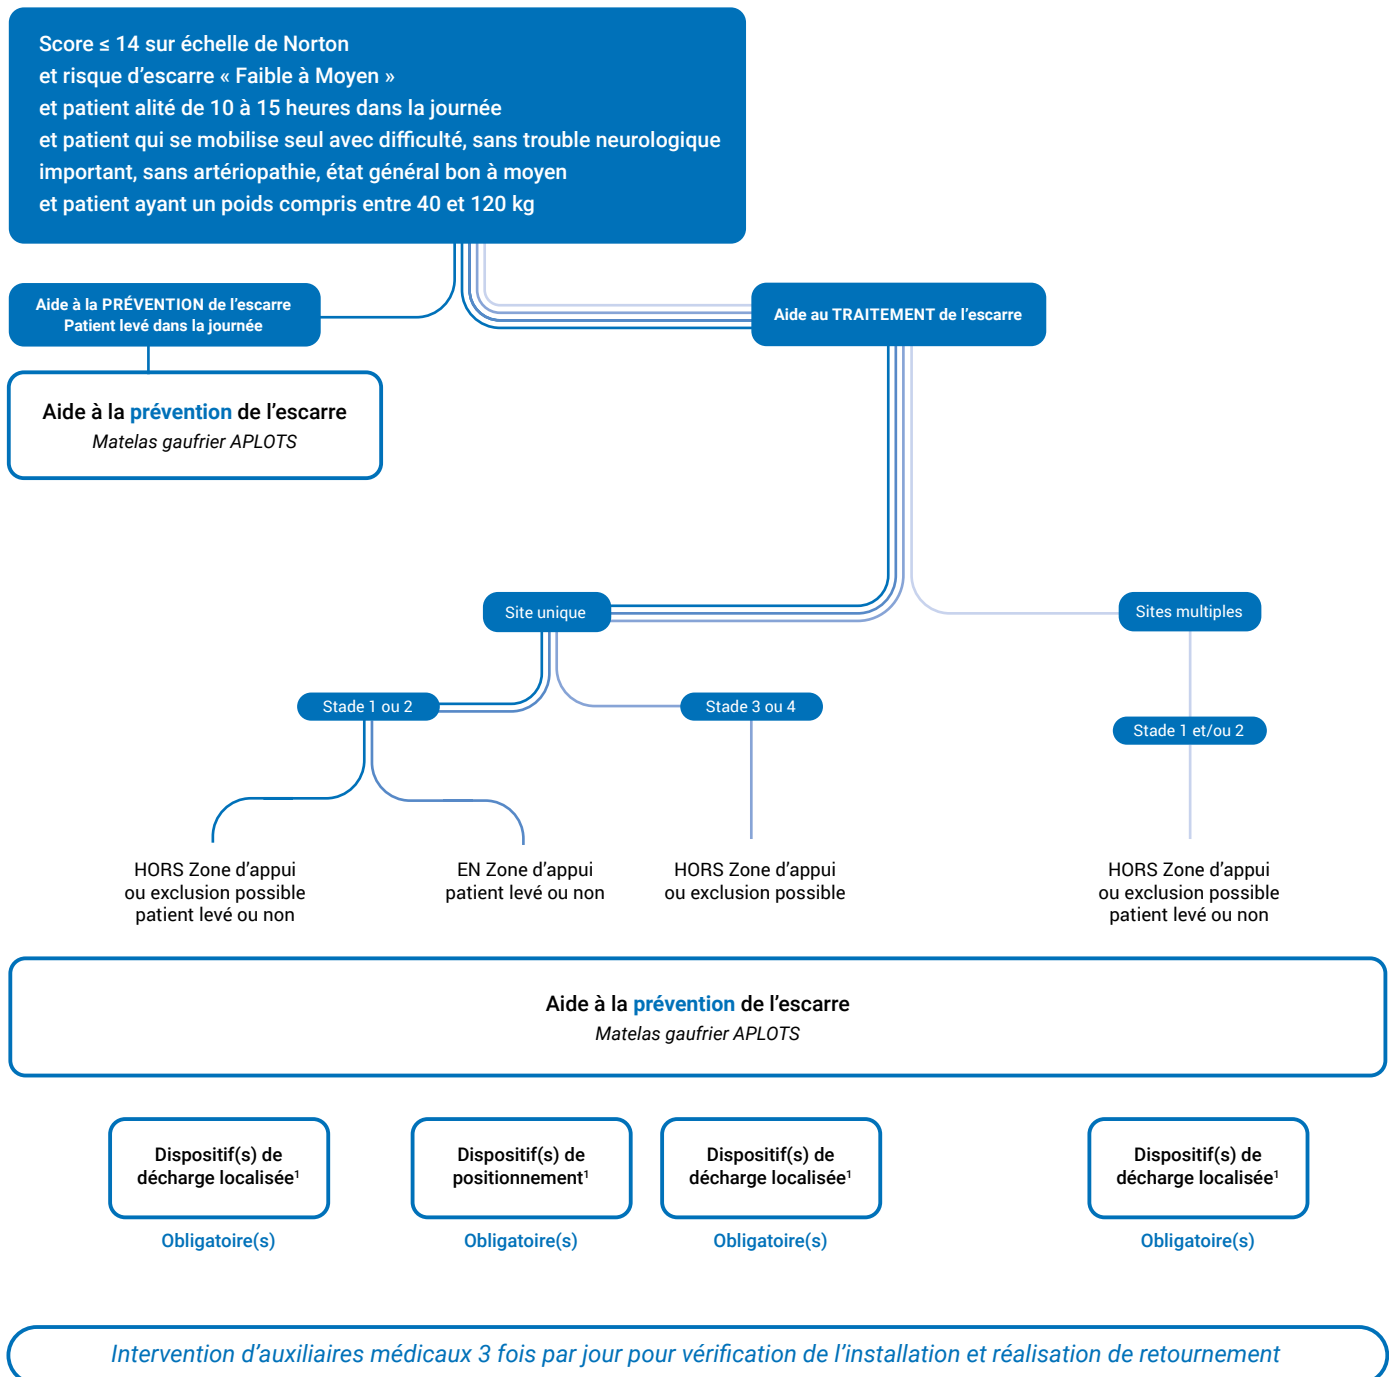 Score ≤ 14 sur échelle de Norton
et risque d’escarre « Faible à Moyen »
et patient alité de 10 à 15 heures dans la journée
et patient qui se mobilise seul avec difficulté, sans trouble neurologique
important, sans artériopathie, état général bon à moyen
et patient ayant un poids compris entre 40 et 120 kg
Aide à la PRÉVENTION de l’escarre
Patient levé dans la journée
Aide au TRAITEMENT de l’escarre
Aide à la prévention de l’escarre
Matelas gaufrier APLOTS
Site unique
Sites multiples
Stade 1 ou 2
Stade 3 ou 4
Stade 1 et/ou 2
HORS Zone d’appui
ou exclusion possible
patient levé ou non
EN Zone d’appui
patient levé ou non
HORS Zone d’appui
ou exclusion possible
HORS Zone d’appui
ou exclusion possible
patient levé ou non
Aide à la prévention de l’escarre
Matelas gaufrier APLOTS
Dispositif(s) de
décharge localisée¹
Obligatoire(s)
Dispositif(s) de
positionnement¹
Obligatoire(s)
Dispositif(s) de
décharge localisée¹
Obligatoire(s)
Dispositif(s) de
décharge localisée¹
Obligatoire(s)
Intervention d’auxiliaires médicaux 3 fois par jour pour vérification de l’installation et réalisation de retournement